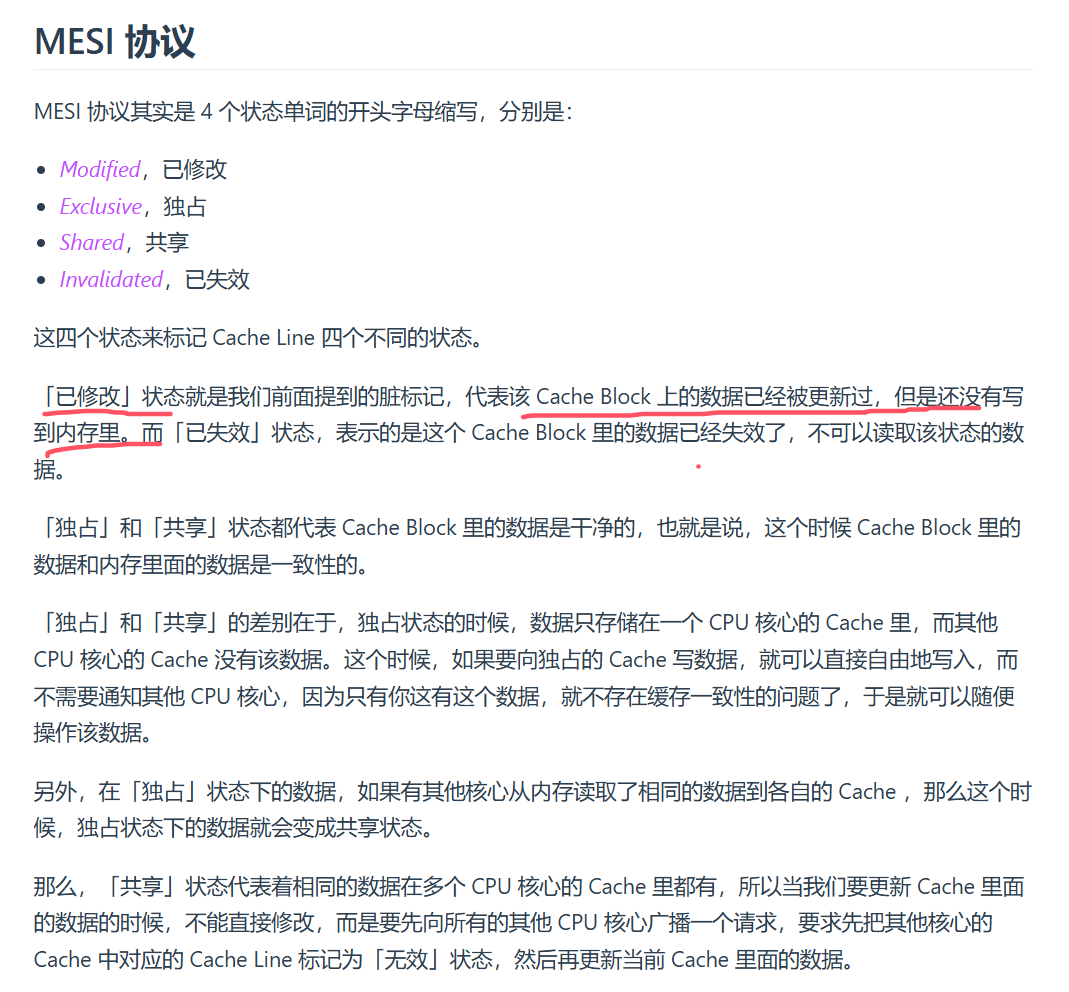 MESI 协议
MESI 协议其实是 4 个状态单词的开头字母缩写，分别是：
• Modified，已修改
• Exclusive，独占
• Shared，共享
• Invalidated，已失效
这四个状态来标记 Cache Line 四个不同的状态。
「已修改」状态就是我们前面提到的脏标记，代表该 Cache Block 上的数据已经被更新过，但是还没有写
到内存里。而「已失效」状态，表示的是这个 Cache Block 里的数据已经失效了，不可以读取该状态的数
据。
「独占」和「共享」状态都代表 Cache Block 里的数据是干净的，也就是说，这个时候 Cache Block 里的
数据和内存里面的数据是一致性的。
「独占」和「共享」的差别在于，独占状态的时候，数据只存储在一个 CPU 核心的 Cache 里，而其他
CPU 核心的 Cache 没有该数据。这个时候，如果要向独占的 Cache 写数据，就可以直接自由地写入，而
不需要通知其他 CPU 核心，因为只有你这有这个数据，就不存在缓存一致性的问题了，于是就可以随便
操作该数据。
另外，在「独占」状态下的数据，如果有其他核心从内存读取了相同的数据到各自的 Cache ，那么这个时
候，独占状态下的数据就会变成共享状态。
那么，「共享」状态代表着相同的数据在多个 CPU 核心的 Cache 里都有，所以当我们要更新 Cache 里面
的数据的时候，不能直接修改，而是要先向所有的其他 CPU 核心广播一个请求，要求先把其他核心的
Cache 中对应的 Cache Line 标记为「无效」状态，然后再更新当前 Cache 里面的数据。